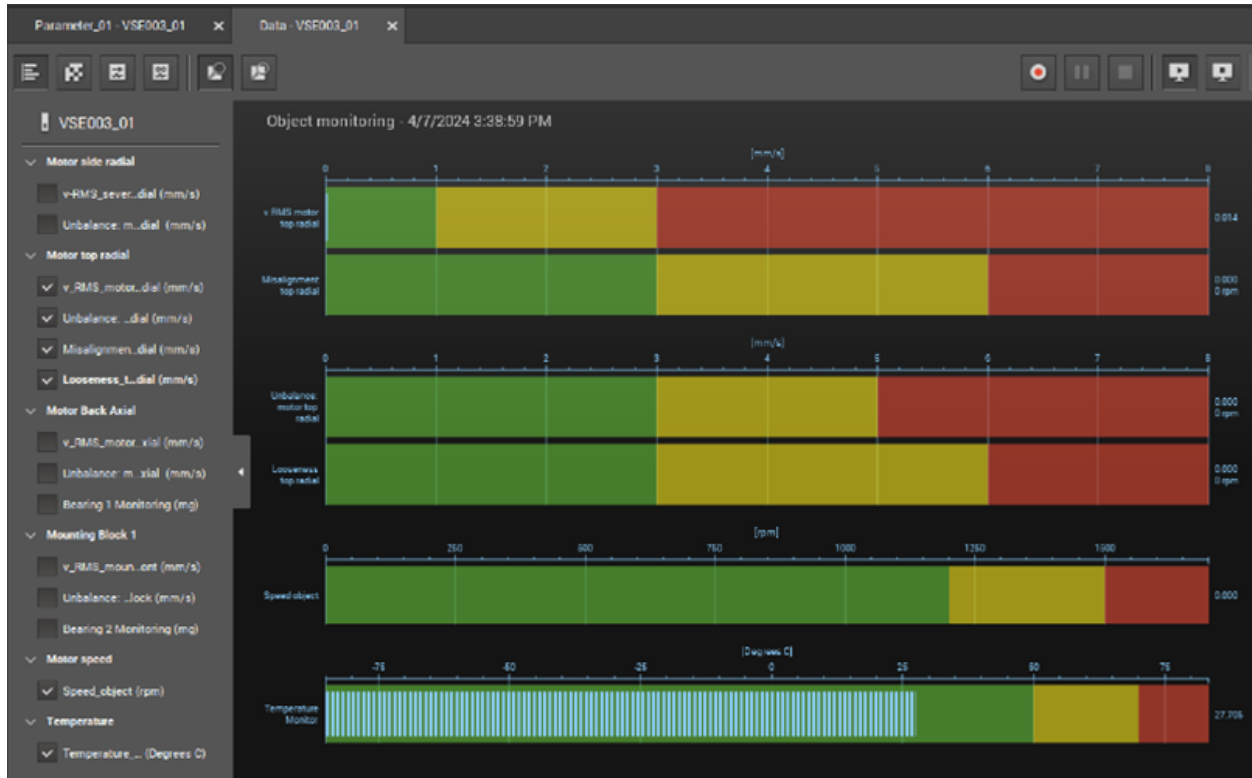 Parameter_01 - VSE003_01
Data - VSE003_01
VSE003_01
Motor side radial
v-RMS_sever...dial (mm/s)
Unbalance: m...dial (mm/s)
Motor top radial
v_RMS_motor...dial (mm/s)
Unbalance: ...dial (mm/s)
Misalignmen...dial (mm/s)
Looseness_t...dial (mm/s)
Motor Back Axial
v_RMS_motor...xial (mm/s)
Unbalance: m...xial (mm/s)
Bearing 1 Monitoring (mg)
Mounting Block 1
v_RMS_moun...ont (mm/s)
Unbalance: ...lock (mm/s)
Bearing 2 Monitoring (mg)
Motor speed
Speed_object (rpm)
Temperature
Temperature_... (Degrees C)
Object monitoring - 4/7/2024 3:38:59 PM
[mm/s]
0 1 2 3 4 5 6 7 8
v RMS motor
top radial
0.014
Misalignment
top radial
0.000
0 rpm
[mm/s]
0 1 2 3 4 5 6 7 8
Unbalance:
motor top
radial
0.000
0 rpm
Looseness
top radial
0.000
0 rpm
[rpm]
0 250 500 750 1000 1250 1500
Speed object
0.000
[Degrees C]
-75 -50 -25 0 25 50 75
Temperature
Monitor
27.705